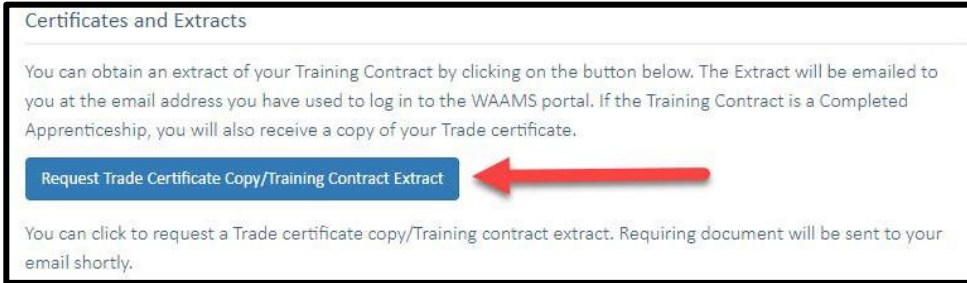 Certificates and Extracts
You can obtain an extract of your Training Contract by clicking on the button below. The Extract will be emailed to
you at the email address you have used to log in to the WAAMS portal. If the Training Contract is a Completed
Apprenticeship, you will also receive a copy of your Trade certificate.
Request Trade Certificate Copy/Training Contract Extract
You can click to request a Trade certificate copy/Training contract extract. Requiring document will be sent to your
email shortly.